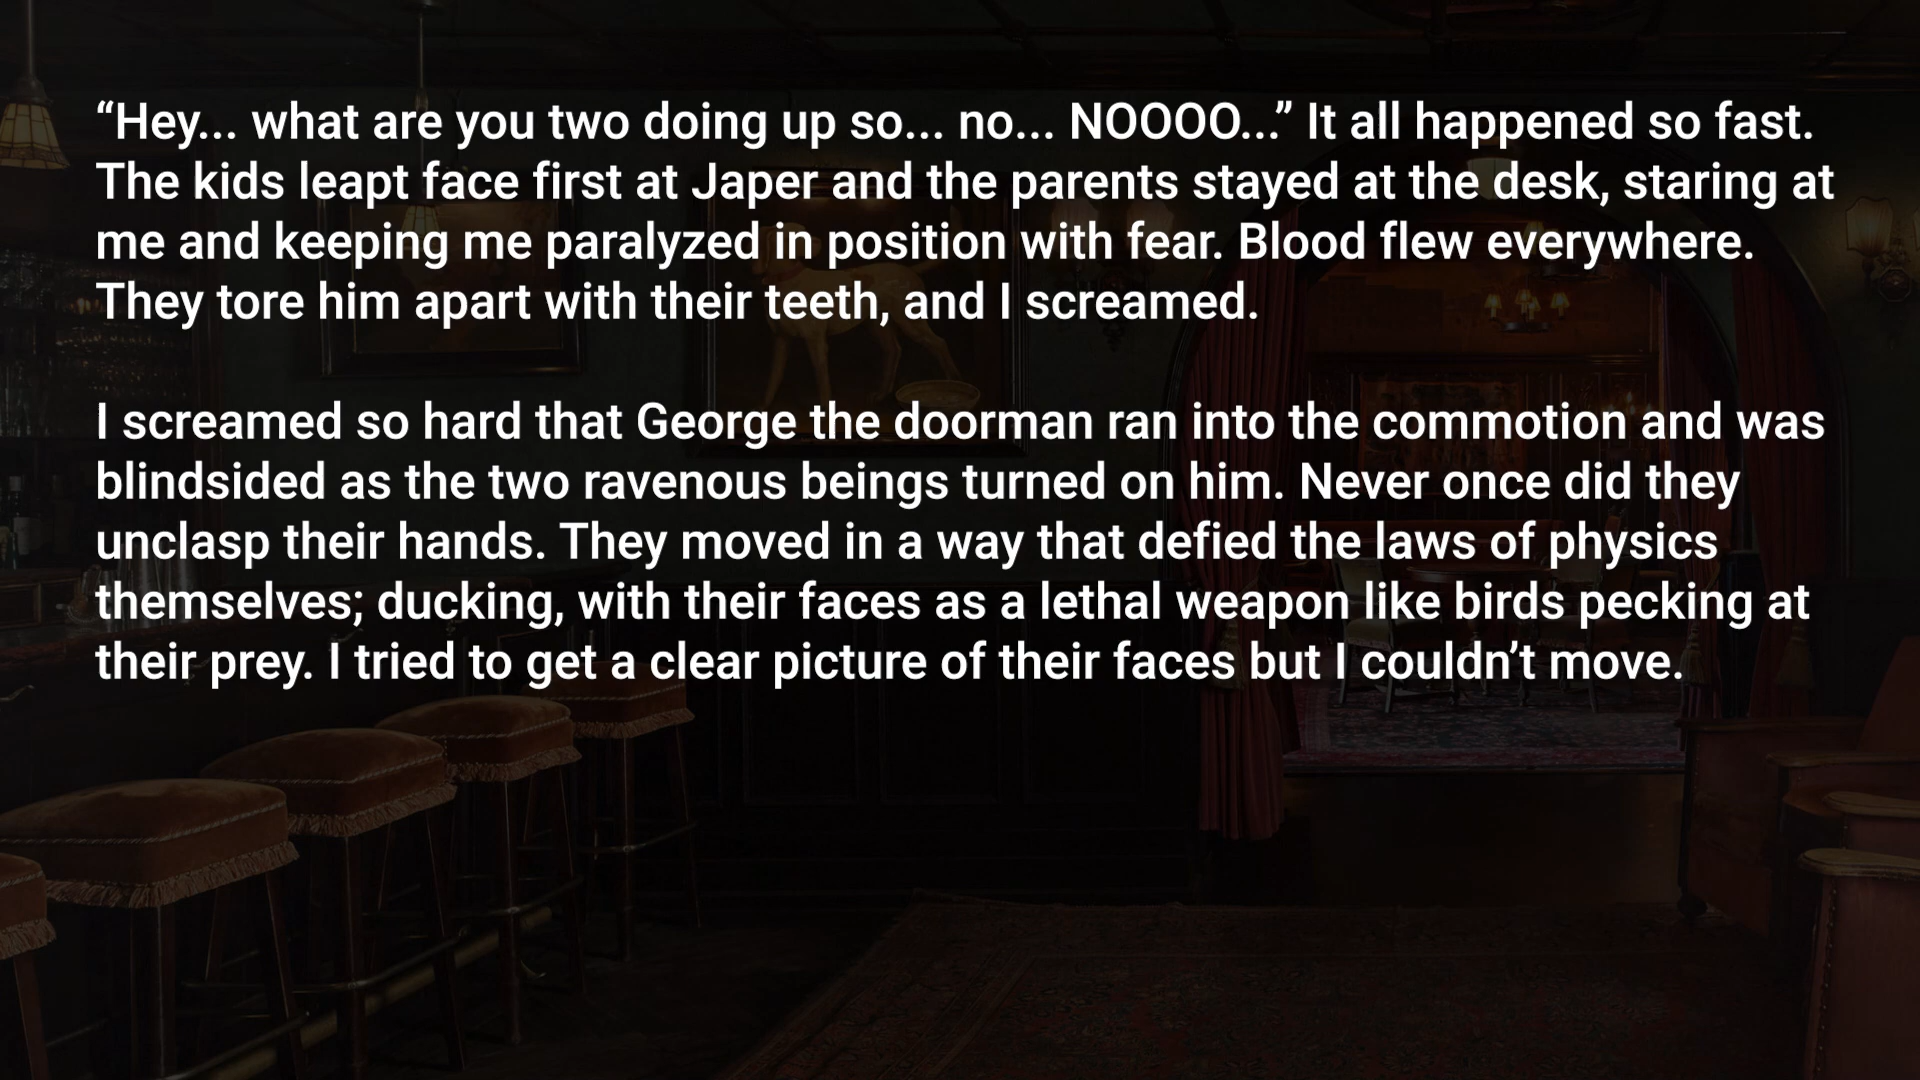 “Hey... what are you two doing up so... no... NOOOO...” It all happened so fast.
The kids leapt face first at Japer and the parents stayed at the desk, staring at
me and keeping me paralyzed in position with fear. Blood flew everywhere.
They tore him apart with their teeth, and I screamed.
I screamed so hard that George the doorman ran into the commotion and was
blindsided as the two ravenous beings turned on him. Never once did they
unclasp their hands. They moved in a way that defied the laws of physics
themselves; ducking, with their faces as a lethal weapon like birds pecking at
their prey. I tried to get a clear picture of their faces but I couldn’t move.